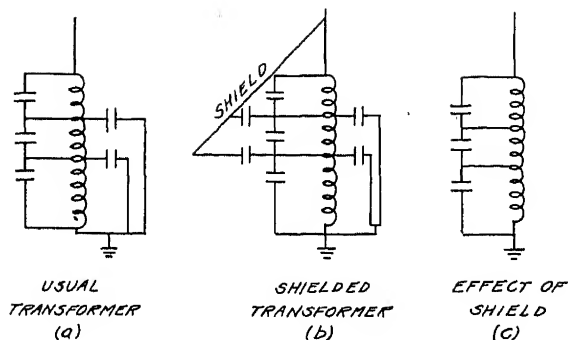 SHIELD
USUAL
TRANSFORMER
(a)
SHIELDED
TRANSFORMER
(b)
EFFECT OF
SHIELD
(c)